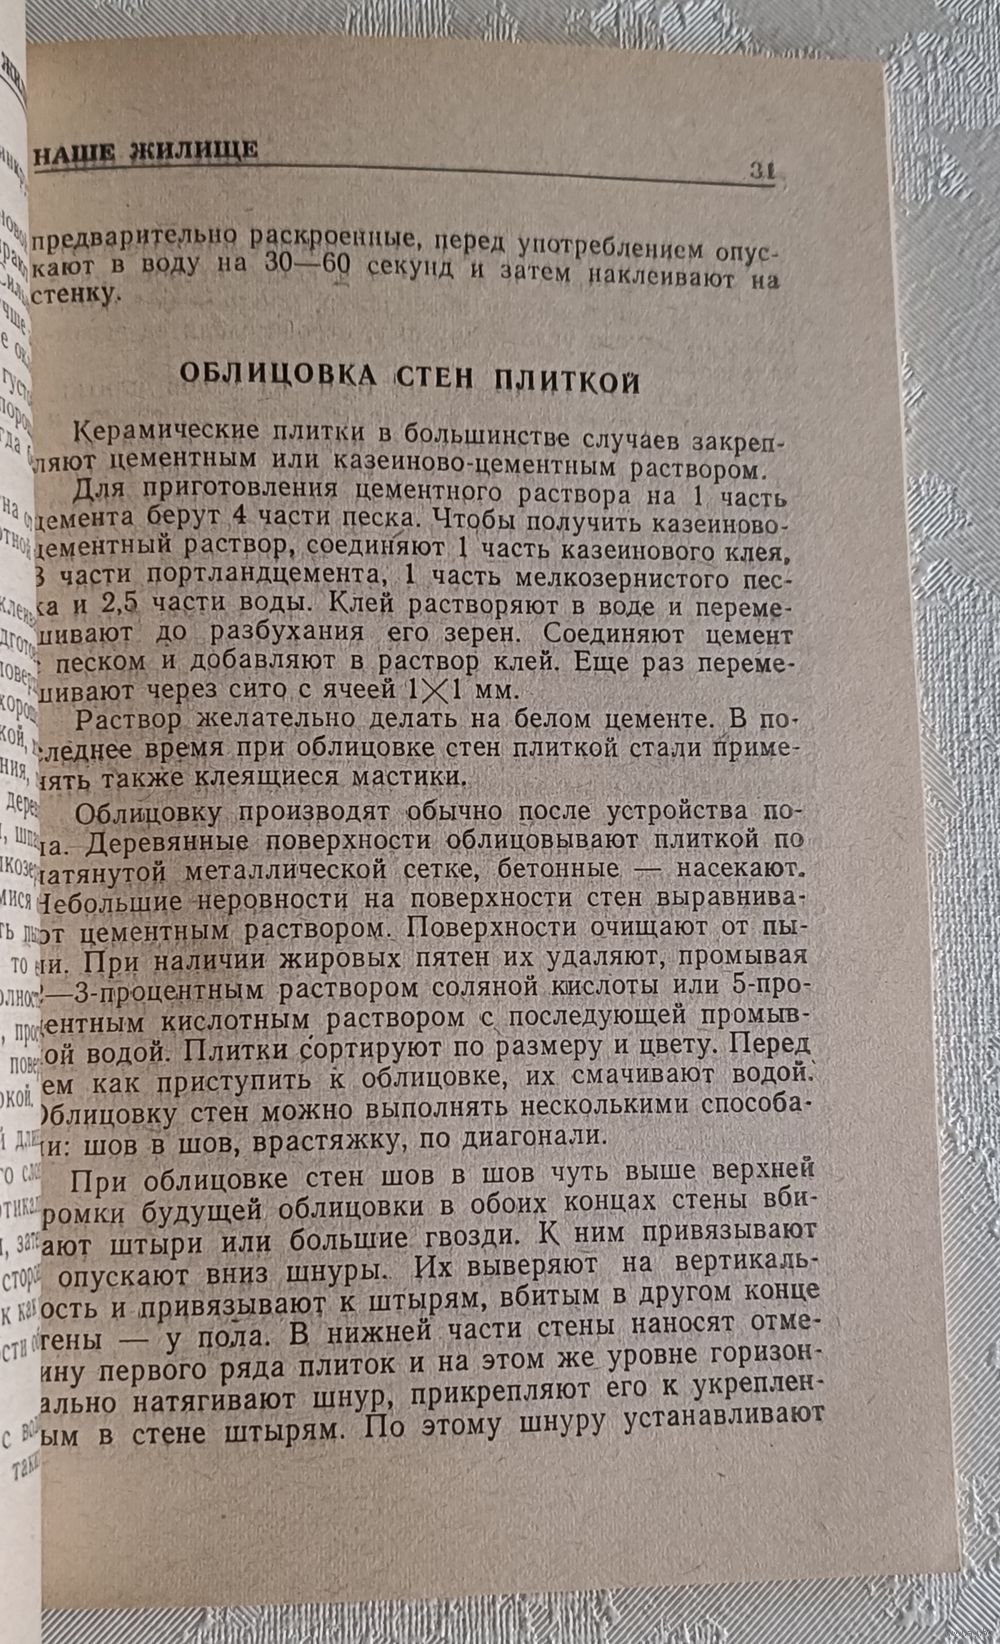 НАШЕ ЖИЛИЩЕ
31
предварительно раскроенные, перед употреблением опус-
кают в воду на 30—60 секунд и затем наклеивают на
стенку.
ОБЛИЦОВКА СТЕН ПЛИТКОЙ
Керамические плитки в большинстве случаев закреп-
ляют цементным или казеиново-цементным раствором.
Для приготовления цементного раствора на 1 часть
цемента берут 4 части песка. Чтобы получить казеиново-
цементный раствор, соединяют 1 часть казеинового клея,
3 части портландцемента, 1 часть мелкозернистого пес-
ка и 2,5 части воды. Клей растворяют в воде и переме-
шивают до разбухания его зерен. Соединяют цемент
с песком и добавляют в раствор клей. Еще раз переме-
шивают через сито с ячеей 1×1 мм.
Раствор желательно делать на белом цементе. В по-
следнее время при облицовке стен плиткой стали приме-
нять также клеящиеся мастики.
Облицовку производят обычно после устройства по-
ла. Деревянные поверхности облицовывают плиткой по
натянутой металлической сетке, бетонные — насекают.
Небольшие неровности на поверхности стен выравнива-
ют цементным раствором. Поверхности очищают от пы-
ли. При наличии жировых пятен их удаляют, промывая
2—3-процентным раствором соляной кислоты или 5-про-
центным кислотным раствором с последующей промыв-
кой водой. Плитки сортируют по размеру и цвету. Перед
тем как приступить к облицовке, их смачивают водой.
Облицовку стен можно выполнять несколькими способа-
ми: шов в шов, врастяжку, по диагонали.
При облицовке стен шов в шов чуть выше верхней
кромки будущей облицовки в обоих концах стены вби-
вают штыри или большие гвозди. К ним привязывают
опускают вниз шнуры. Их выверяют на вертикаль-
ность и привязывают к штырям, вбитым в другом конце
стены — у пола. В нижней части стены наносят отме-
ину первого ряда плиток и на этом же уровне горизон-
тально натягивают шнур, прикрепляют его к укреплен-
ным в стене штырям. По этому шнуру устанавливают